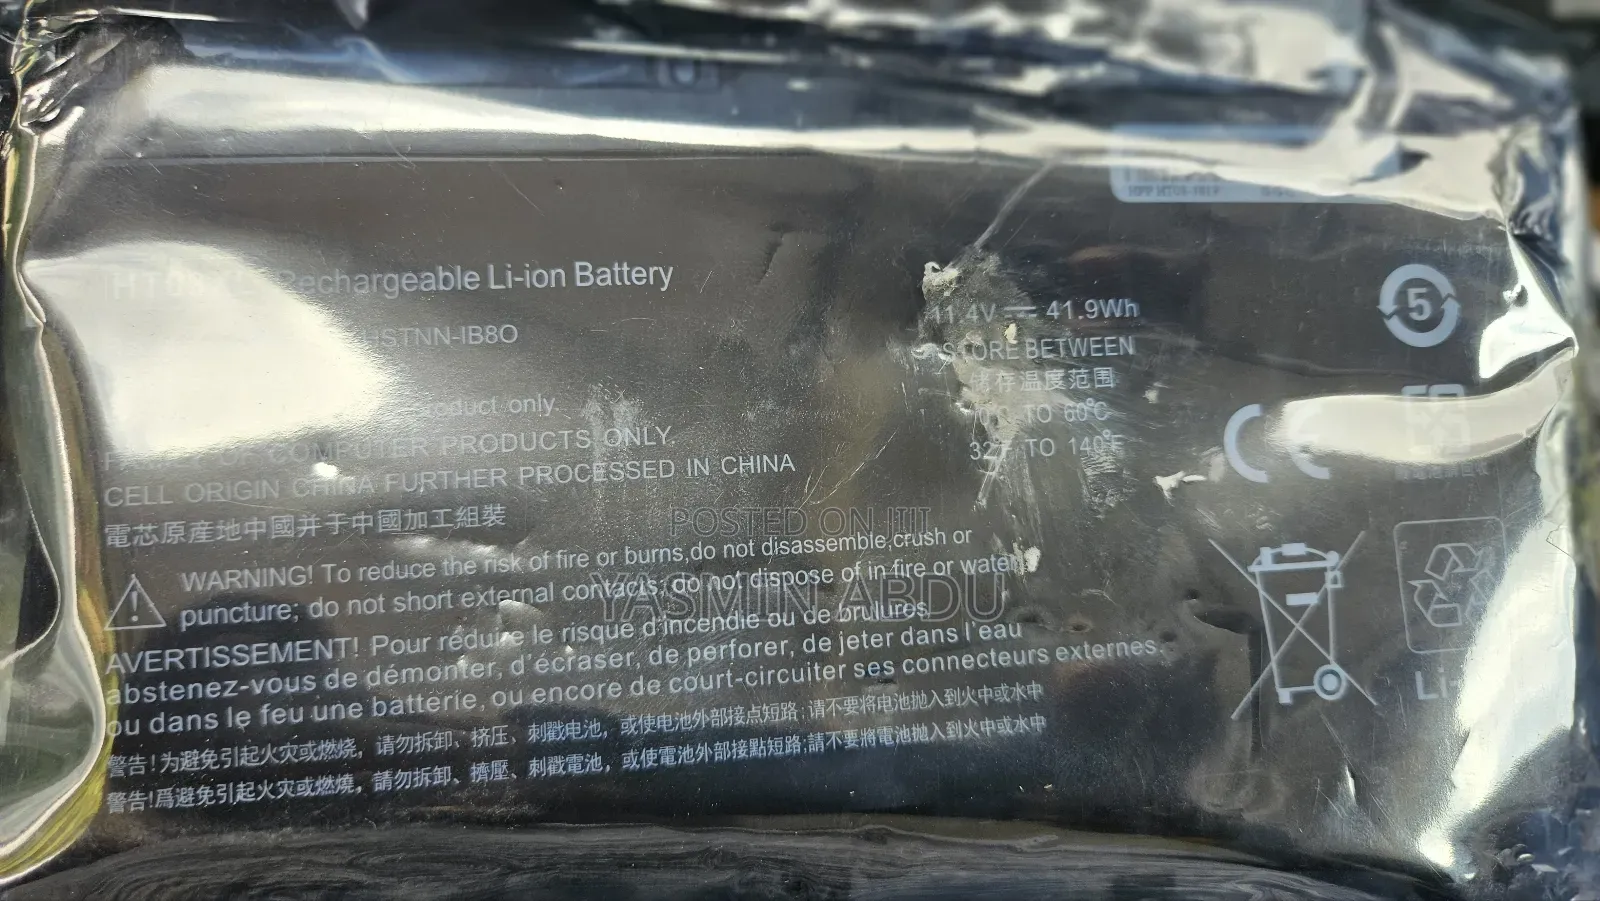 Rechargeable Li-ion Battery
HSTNN-IB8O
product only
OF COMPUTER PRODUCTS ONLY.
CELL ORIGIN CHINA FURTHER PROCESSED IN CHINA
電芯原産地中國并于中國加工組裝
WARNING! To reduce the risk of fire or burns,do not disassemble,crush or
puncture; do not short external contacts; do not dispose of in fire or water
AVERTISSEMENT! Pour réduire le risque d'incendie ou de brulures
abstenez-vous de démonter, d'écraser, de perforer, de jeter dans l'eau
ou dans le feu une batterie, ou encore de court-circuiter ses connecteurs externes.
警告!为避免引起火灾或燃烧，请勿拆卸、挤压、刺戳电池，或使电池外部接点短路;请不要将电池抛入到火中或水中
警告!爲避免引起火灾或燃燒，請勿拆卸、擠壓、刺戳電池，或使電池外部接點短路;請不要將電池抛入到火中或水中
11.4V 41.9Wh
STORE BETWEEN
储存温度范围
TO 60°C
32°F TO 140°F
5
CE
POSTED ON JIJI
YASMIN ABDU